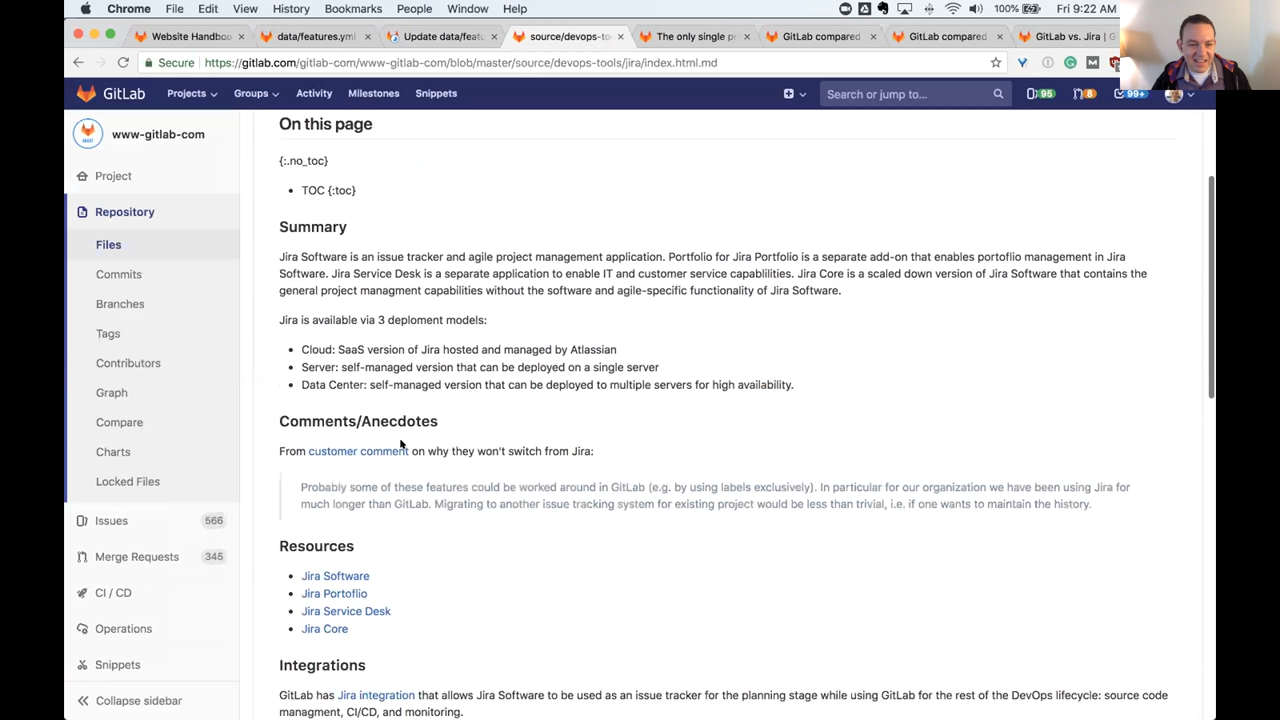 Chrome File Edit View History Bookmarks People Window Help 100% Fri 9:22 AM
Website Handboo data/features.yml Update data/featu source/devops-to The only single pr GitLab compared GitLab compared GitLab vs. Jira | G
Secure https://gitlab.com/gitlab-com/www-gitlab-com/blob/master/source/devops-tools/jira/index.html.md
GitLab Projects Groups Activity Milestones Snippets Search or jump to... 95 8 99+
www-gitlab-com
Project
Repository
Files
Commits
Branches
Tags
Contributors
Graph
Compare
Charts
Locked Files
Issues 566
Merge Requests 345
CI / CD
Operations
Snippets
Collapse sidebar
On this page
{:.no_toc}
TOC {:toc}
Summary
Jira Software is an issue tracker and agile project management application. Portfolio for Jira Portfolio is a separate add-on that enables portoflio management in Jira
Software. Jira Service Desk is a separate application to enable IT and customer service capablilities. Jira Core is a scaled down version of Jira Software that contains the
general project managment capabilities without the software and agile-specific functionality of Jira Software.
Jira is available via 3 deploment models:
Cloud: SaaS version of Jira hosted and managed by Atlassian
Server: self-managed version that can be deployed on a single server
Data Center: self-managed version that can be deployed to multiple servers for high availability.
Comments/Anecdotes
From customer comment on why they won't switch from Jira:
Probably some of these features could be worked around in GitLab (e.g. by using labels exclusively). In particular for our organization we have been using Jira for
much longer than GitLab. Migrating to another issue tracking system for existing project would be less than trivial, i.e. if one wants to maintain the history.
Resources
Jira Software
Jira Portoflio
Jira Service Desk
Jira Core
Integrations
GitLab has Jira integration that allows Jira Software to be used as an issue tracker for the planning stage while using GitLab for the rest of the DevOps lifecycle: source code
managment, CI/CD, and monitoring.